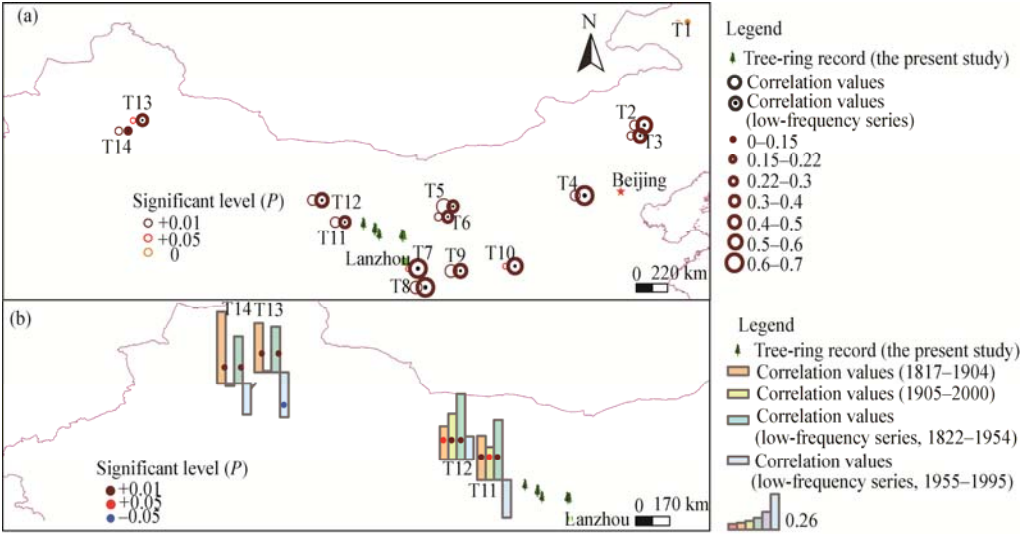 (a)
N
T1
T13
T14
T2
T3
T4
Beijing
T12
T11
T5
T6
Lanzhou
T7
T8
T9
T10
Significant level (P)
+0.01
+0.05
0
0 220 km
Legend
Tree-ring record (the present study)
Correlation values
Correlation values
(low-frequency series)
0–0.15
0.15–0.22
0.22–0.3
0.3–0.4
0.4–0.5
0.5–0.6
0.6–0.7
(b)
T14 T13
T12
T11
Significant level (P)
+0.01
+0.05
−0.05
Lanzhou
0 170 km
Legend
Tree-ring record (the present study)
Correlation values (1817–1904)
Correlation values (1905–2000)
Correlation values
(low-frequency series, 1822–1954)
Correlation values
(low-frequency series, 1955–1995)
0.26